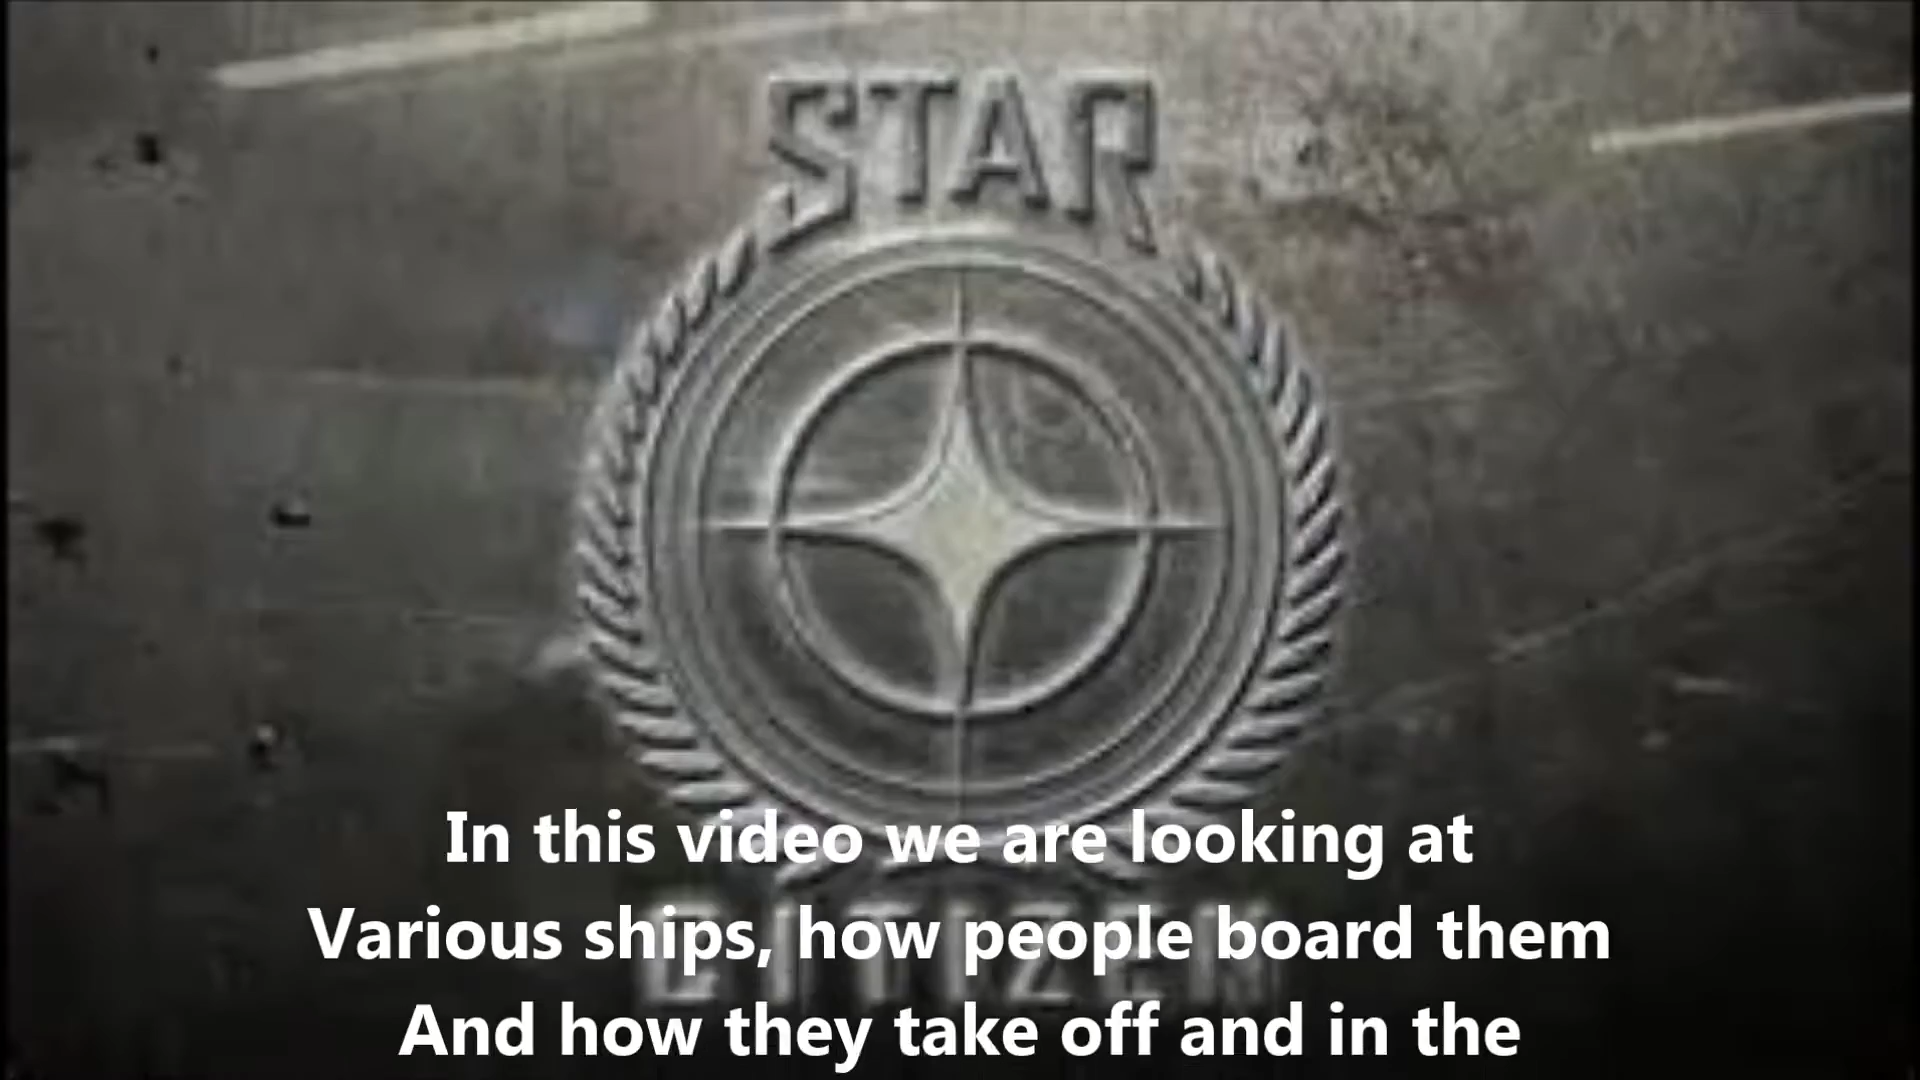 STAR
In this video we are looking at
Various ships, how people board them
CITIZEN
And how they take off and in the